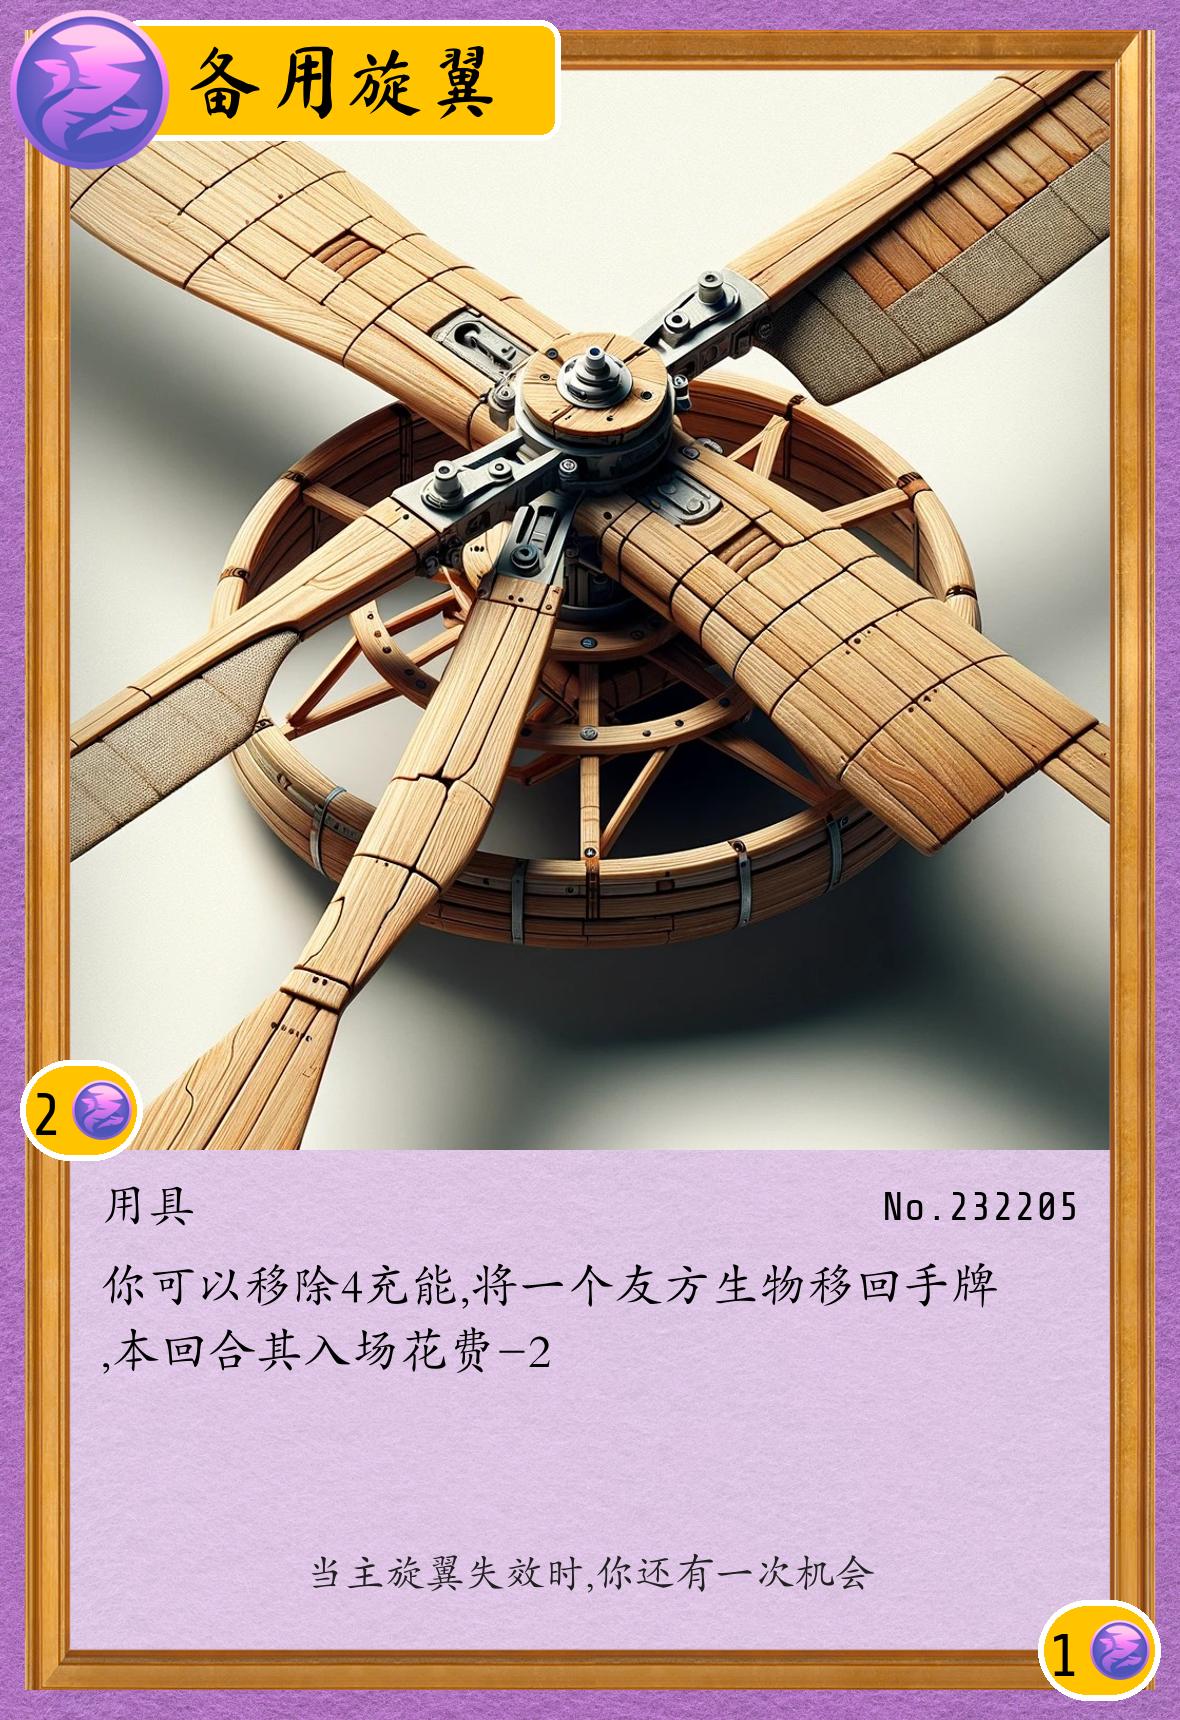 备用旋翼
2
用具
No.232205
你可以移除4充能,将一个友方生物移回手牌
,本回合其入场花费-2
当主旋翼失效时,你还有一次机会
1